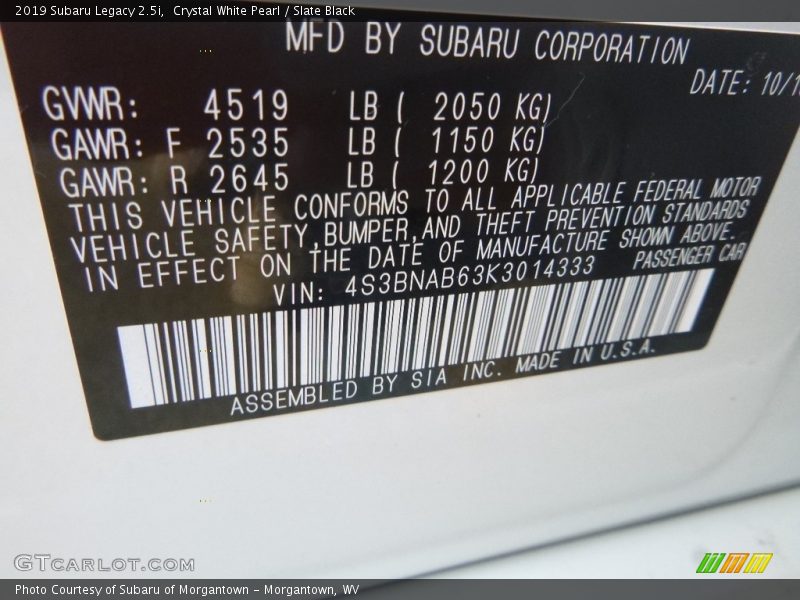 2019 Subaru Legacy 2.5i,  Crystal White Pearl / Slate Black
MFD BY SUBARU CORPORATION
DATE: 10/1
GVWR: 4519 LB ( 2050 KG)
GAWR: F 2535 LB ( 1150 KG)
GAWR: R 2645 LB ( 1200 KG)
THIS VEHICLE CONFORMS TO ALL APPLICABLE FEDERAL MOTOR
VEHICLE SAFETY,BUMPER,AND THEFT PREVENTION STANDARDS
IN EFFECT ON THE DATE OF MANUFACTURE SHOWN ABOVE.
VIN: 4S3BNAB63K3014333 PASSENGER CAR
ASSEMBLED BY SIA INC. MADE IN U.S.A.
GTCARLOT.COM
Photo Courtesy of Subaru of Morgantown - Morgantown, WV